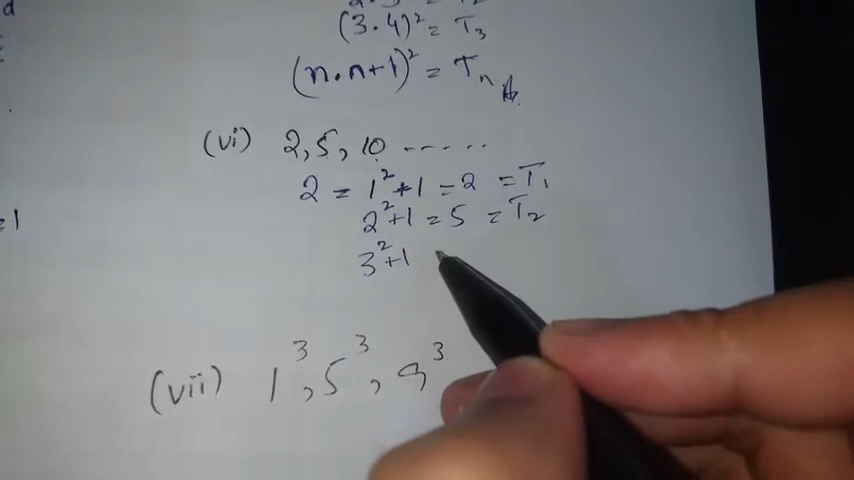 d
(3.4)² = T₃
(n.n+1)² = Tₙ
(vi) 2, 5, 10 ......
2 = 1²+1 = 2 = T₁
2²+1 = 5 = T₂
3²+1
=1
(vii) 1³, 5³, 9³